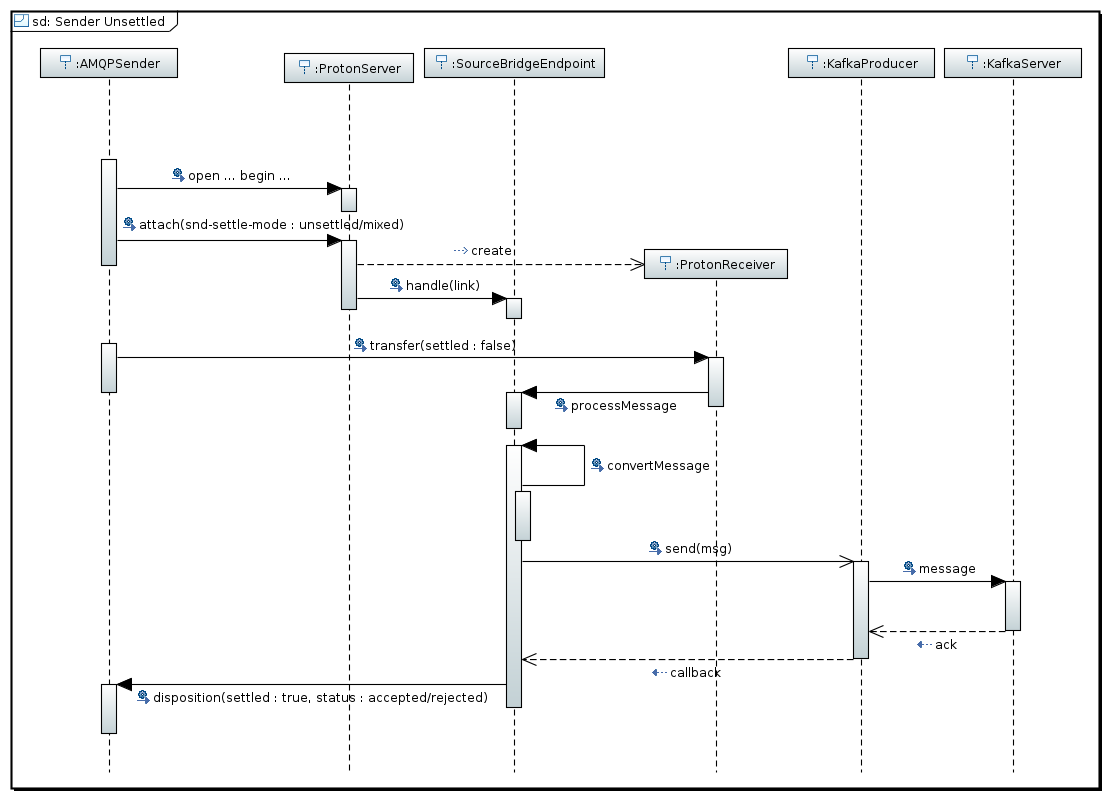 sd: Sender Unsettled
:AMQPSender
:ProtonServer
:SourceBridgeEndpoint
:KafkaProducer
:KafkaServer
open ... begin ...
attach(snd-settle-mode : unsettled/mixed)
create
:ProtonReceiver
handle(link)
transfer(settled : false)
processMessage
convertMessage
send(msg)
message
ack
callback
disposition(settled : true, status : accepted/rejected)